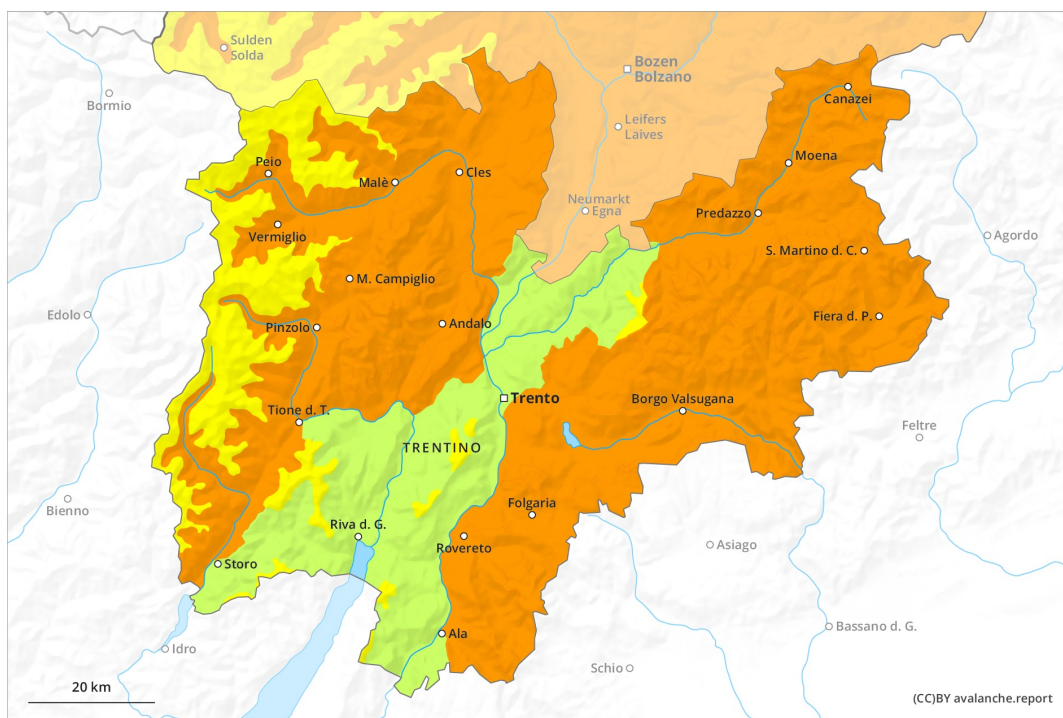 Sulden
Solda
Bormio
Bozen
Bolzano
Leifers
Laives
Canazei
Peio
Malè
Cles
Moena
Neumarkt
Egna
Predazzo
Vermiglio
S. Martino d. C.
Agordo
M. Campiglio
Edolo
Pinzolo
Andalo
Fiera d. P.
Trento
Borgo Valsugana
Tione d. T.
TRENTINO
Feltre
Bienno
Folgaria
Riva d. G.
Rovereto
Asiago
Storo
Ala
Bassano d. G.
Idro
Schio
20 km
(CC)BY avalanche.report